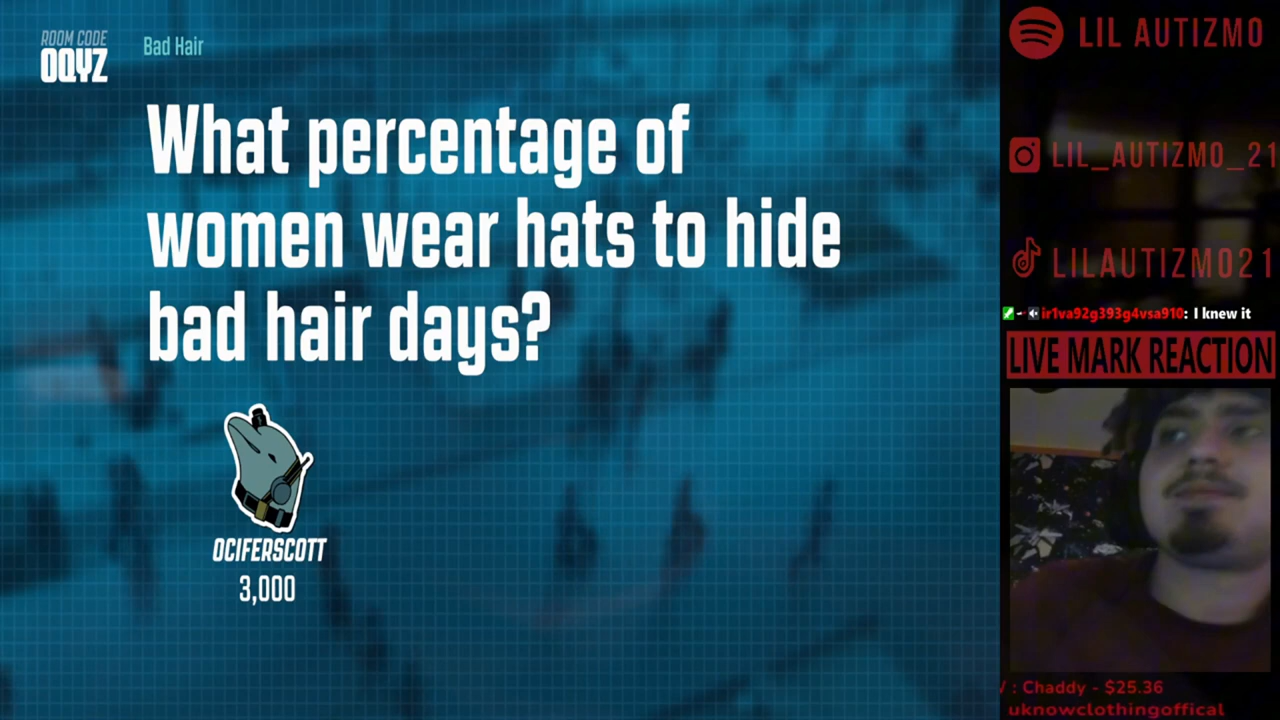 ROOM CODE
OQYZ
Bad Hair
What percentage of
women wear hats to hide
bad hair days?
OCIFERSCOTT
3,000
LIL AUTIZMO
LIL_AUTIZMO_21
LILAUTIZMO21
ir1va92g393g4vsa910: I knew it
LIVE MARK REACTION
: Chaddy - $25.36
uknowclothingoffical